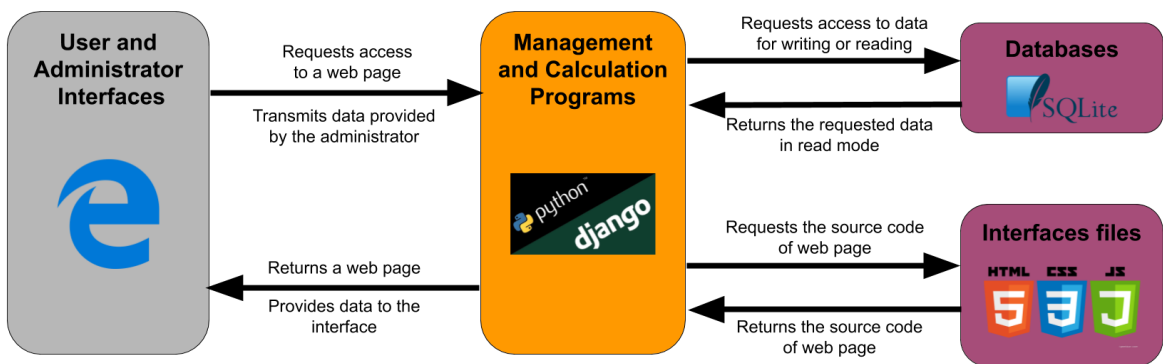 User and
Administrator
Interfaces
Requests access
to a web page
Transmits data provided
by the administrator
Returns a web page
Provides data to the
interface
Management
and Calculation
Programs
python™
django
Requests access to data
for writing or reading
Returns the requested data
in read mode
Requests the source code
of web page
Returns the source code
of web page
Databases
SQLite
Interfaces files
HTML CSS JS
5 3 J